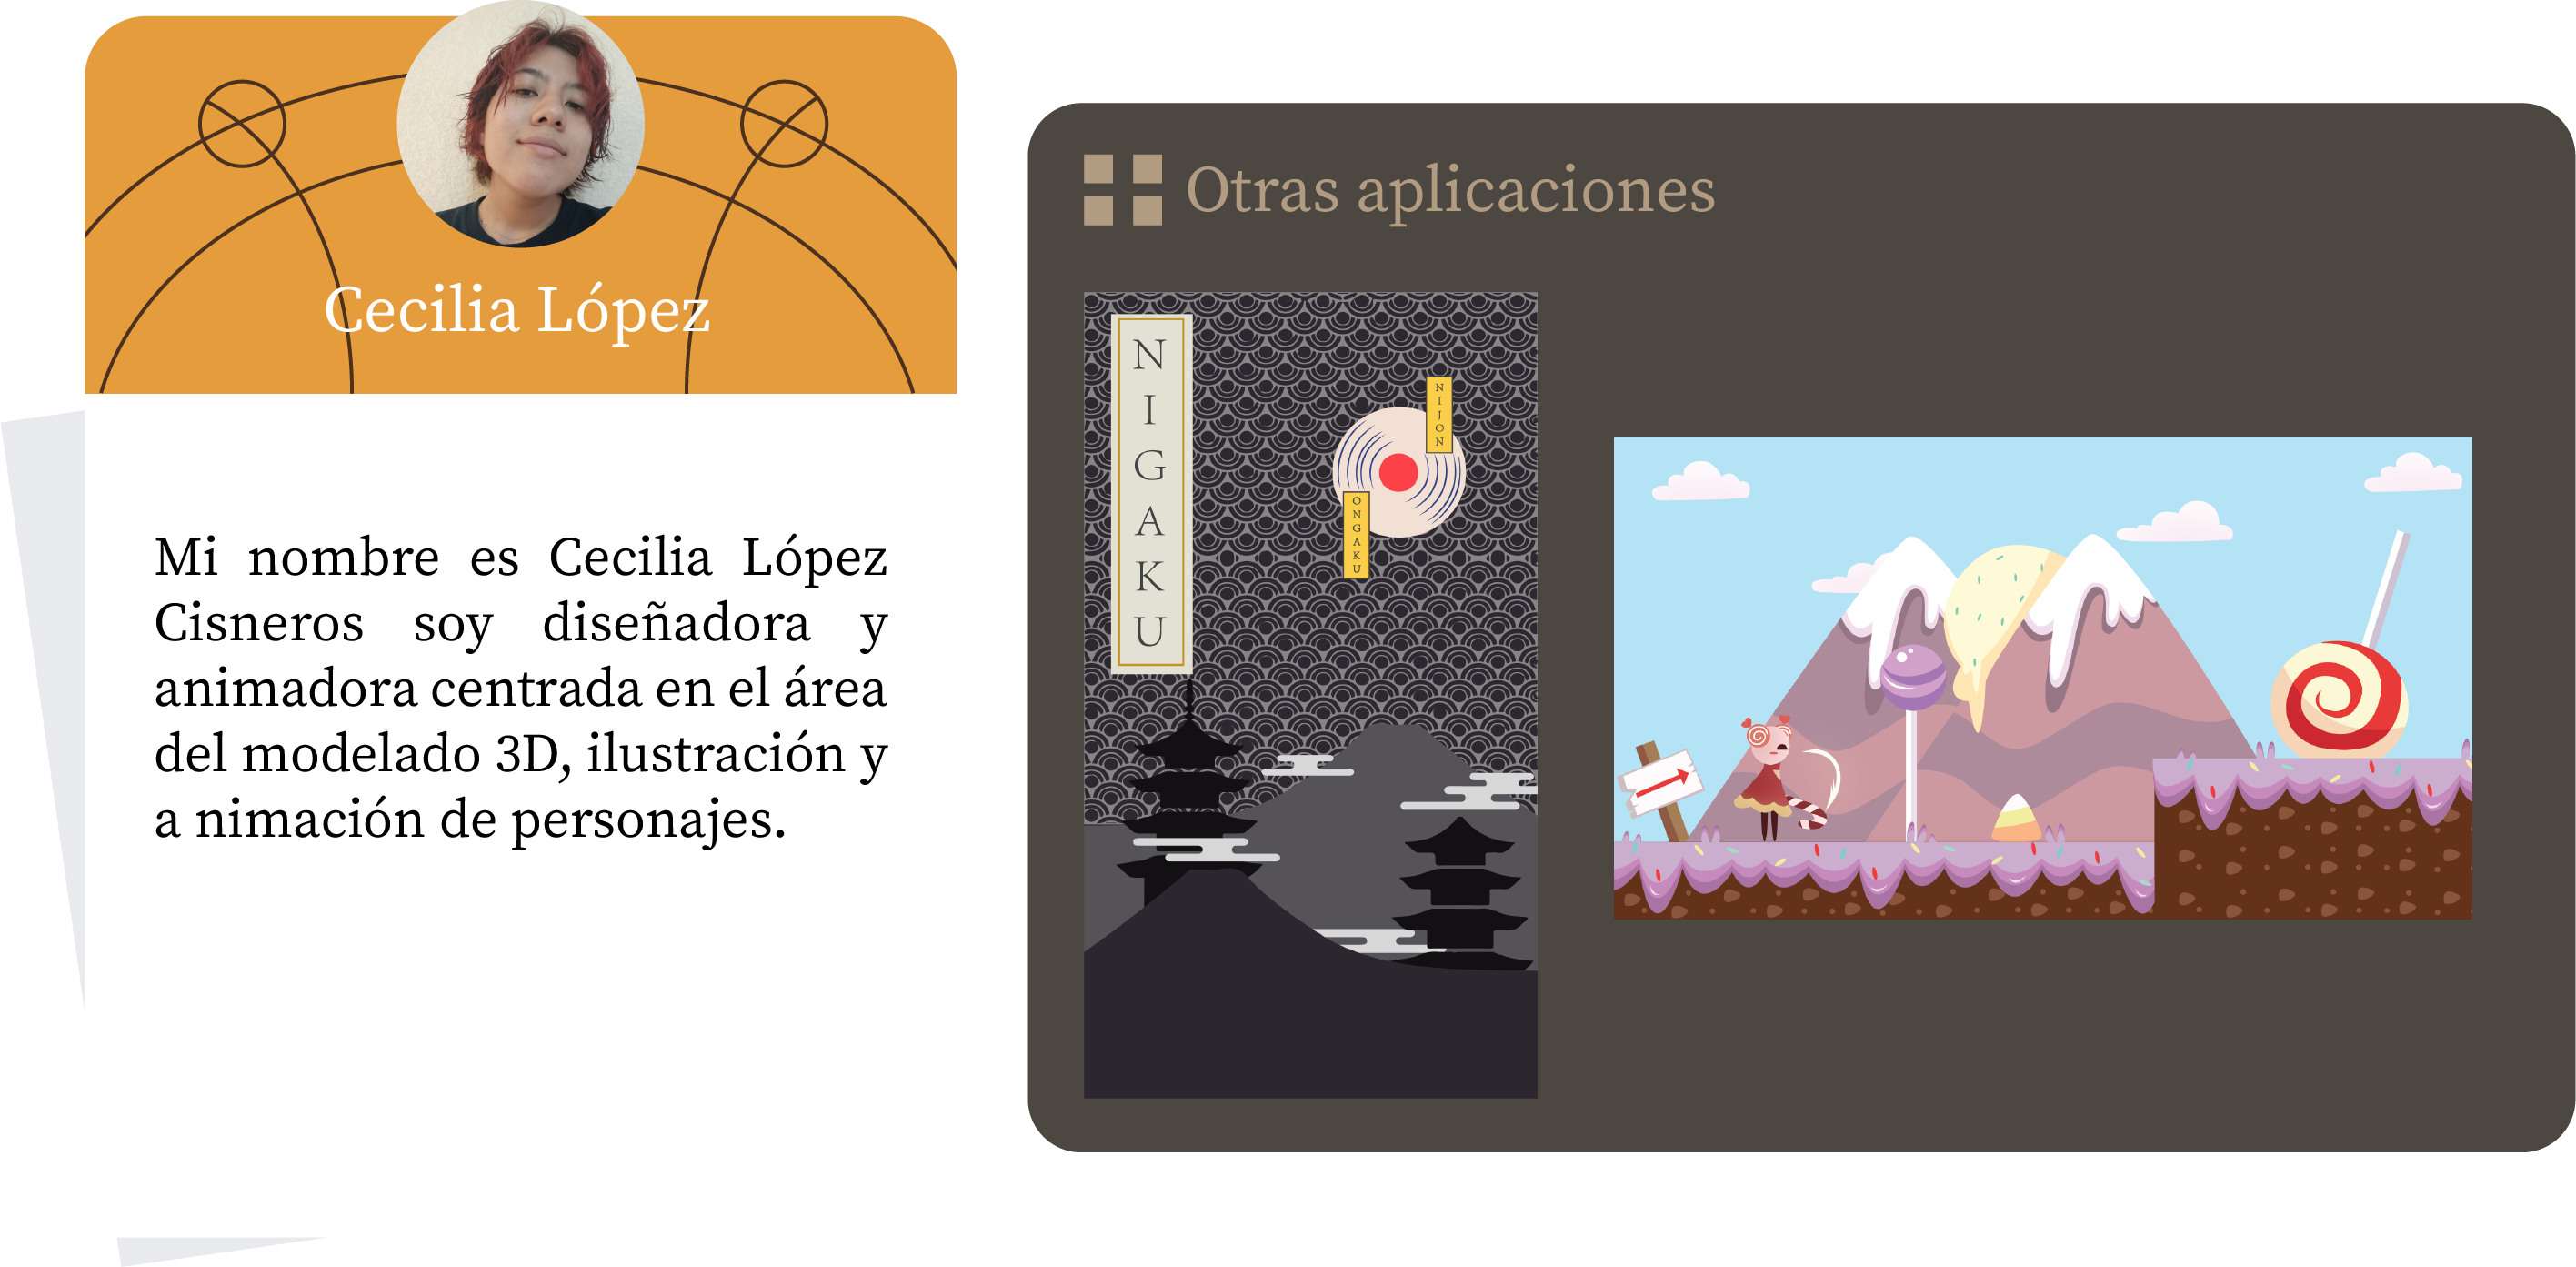 Cecilia López
Mi nombre es Cecilia López
Cisneros soy diseñadora y
animadora centrada en el área
del modelado 3D, ilustración y
a nimación de personajes.
Otras aplicaciones
NIGAKU
NIJON
ONGAKU